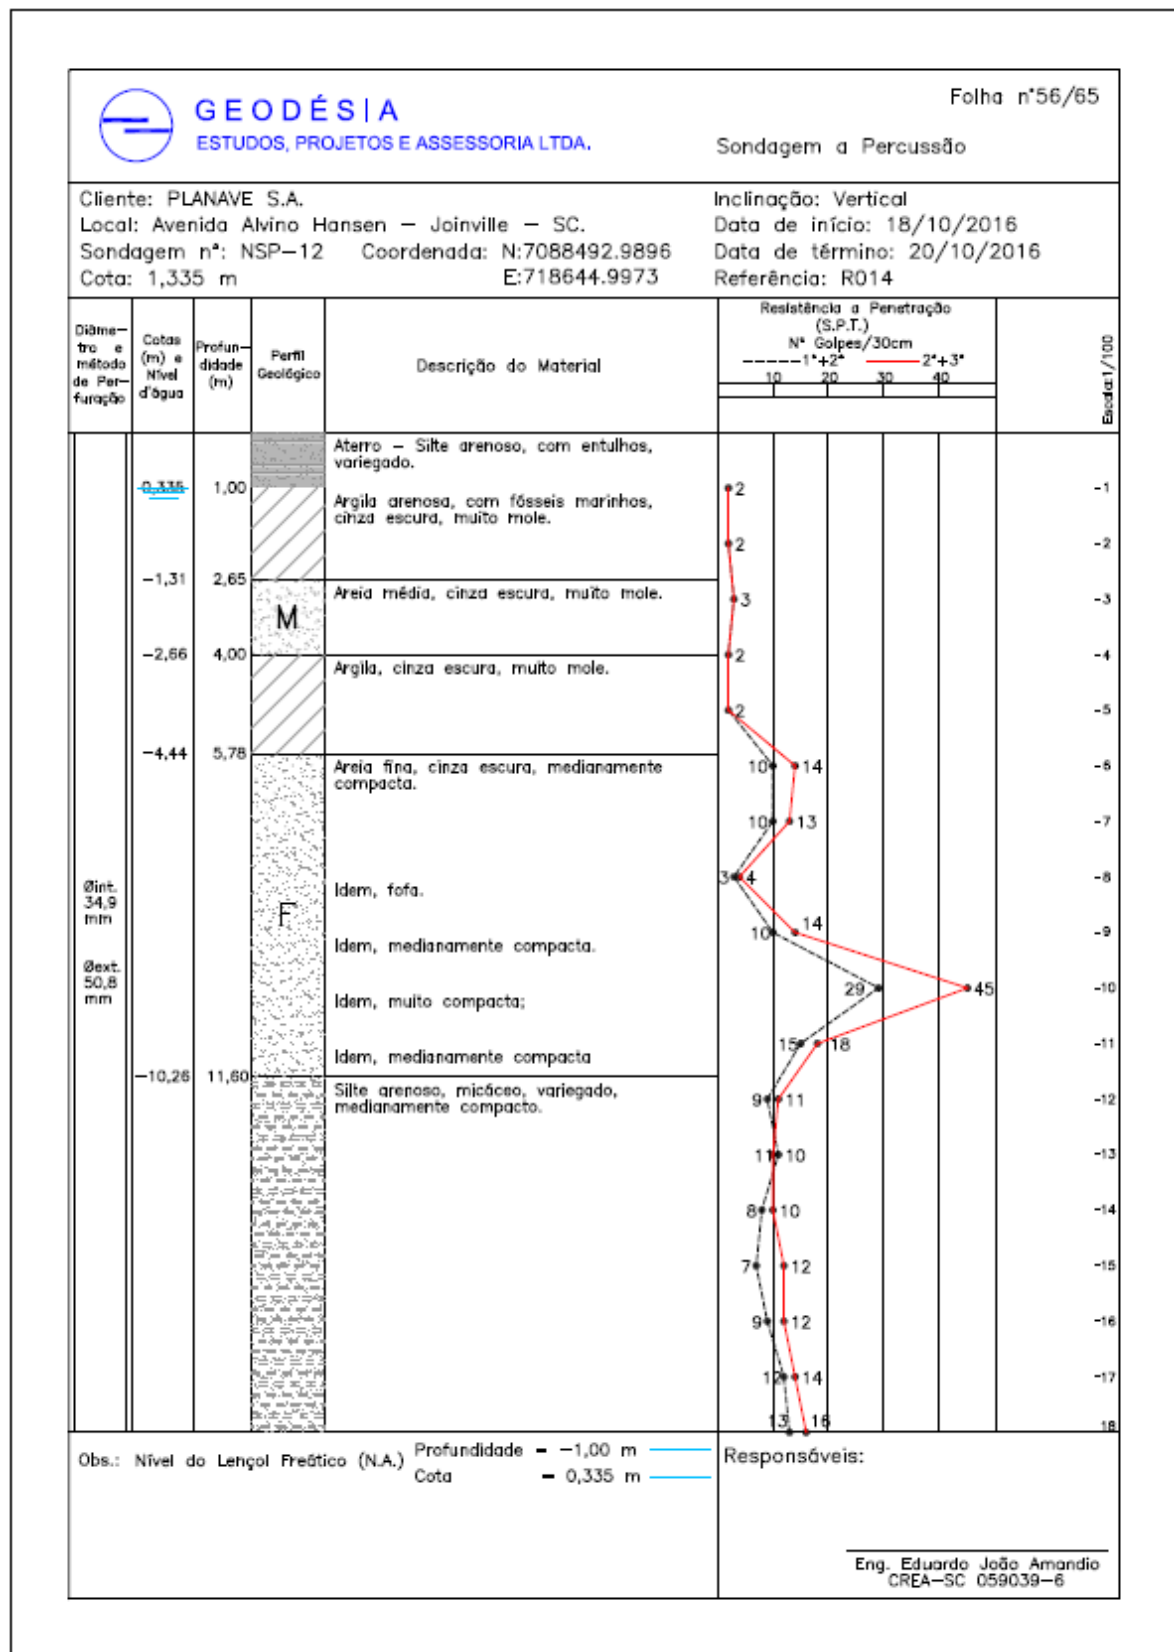 GEODÉSIA
ESTUDOS, PROJETOS E ASSESSORIA LTDA.
Folha n°56/65
Sondagem a Percussão
Cliente: PLANAVE S.A.
Local: Avenida Alvino Hansen – Joinville – SC.
Sondagem nª: NSP–12 Coordenada: N:7088492.9896
Cota: 1,335 m E:718644.9973
Inclinação: Vertical
Data de início: 18/10/2016
Data de término: 20/10/2016
Referência: R014
Diâme–
tro e
método
de Per–
furação
Cotas
(m) e
Nível
d'água
Profun–
didade
(m)
Perfil
Geológico
Descrição do Material
Resistência a Penetração
(S.P.T.)
Nª Golpes/30cm
1ª+2ª 2ª+3ª
10 20 30 40
Escala:1/100
Aterro – Silte arenoso, com entulhos,
variegado.
0,335 1,00
Argila arenosa, com fósseis marinhos,
cinza escura, muito mole.
2 -1
2 -2
-1,31 2,65
Areia média, cinza escura, muito mole.
M
3 -3
-2,66 4,00
2 -4
Argila, cinza escura, muito mole.
2 -5
-4,44 5,78
Areia fina, cinza escura, medianamente
compacta.
10 14 -6
10 13 -7
Øint.
34,9
mm
Idem, fofa.
3 4 -8
F
10 14 -9
Idem, medianamente compacta.
Øext.
50,8
mm
29 45 -10
Idem, muito compacta;
15 18 -11
Idem, medianamente compacta
-10,26 11,60
Silte arenoso, micáceo, variegado,
medianamente compacto.
9 11 -12
11 10 -13
8 10 -14
7 12 -15
9 12 -16
12 14 -17
13 16 18
Obs.: Nível do Lençol Freático (N.A.) Profundidade = -1,00 m
Cota = 0,335 m
Responsáveis:
Eng. Eduardo João Amandio
CREA–SC 059039–6